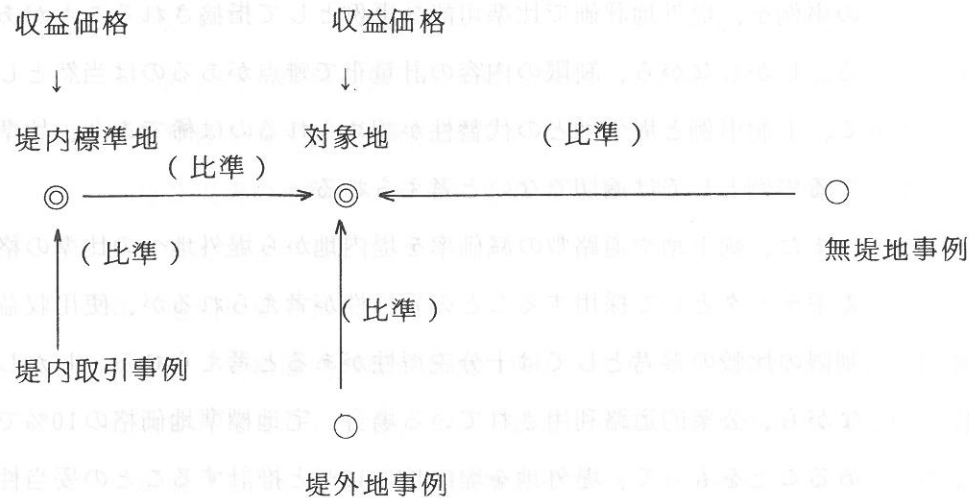 収益価格 収益価格
↓ ↓
堤内標準地 対象地 (比準)
(比準)
無堤地事例
(比準)
(比準)
堤内取引事例
堤外地事例